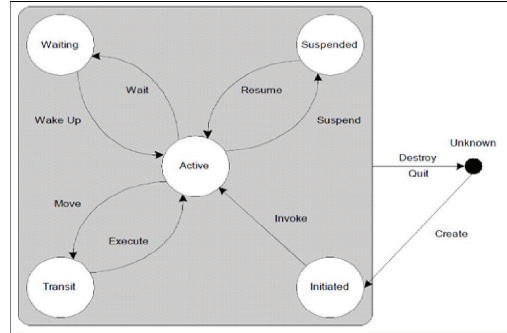 Waiting
Suspended
Wait
Resume
Wake Up
Suspend
Unknown
Active
Destroy
Quit
Move
Invoke
Create
Execute
Transit
Initiated